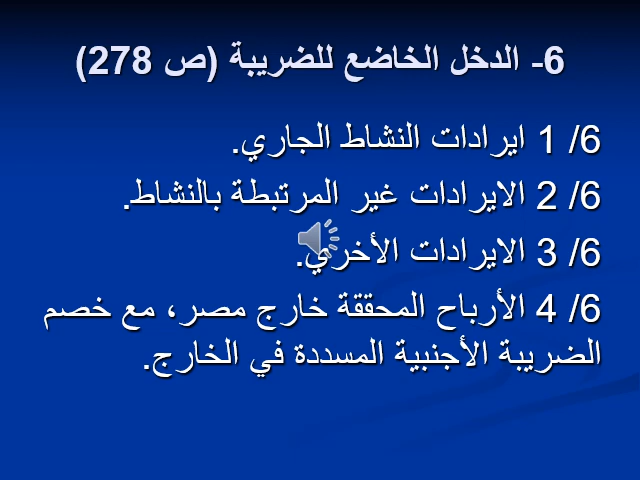 6- الدخل الخاضع للضريبة (ص 278)
6/ 1 ايرادات النشاط الجاري.
6/ 2 الايرادات غير المرتبطة بالنشاط.
6/ 3 الايرادات الأخري.
6/ 4 الأرباح المحققة خارج مصر، مع خصم
الضريبة الأجنبية المسددة في الخارج.